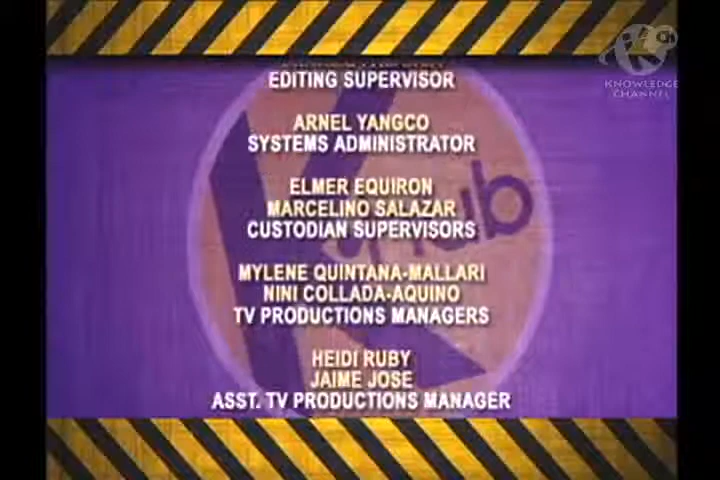 KNOWLEDGE
CHANNEL
EDITING SUPERVISOR
ARNEL YANGCO
SYSTEMS ADMINISTRATOR
ELMER EQUIRON
MARCELINO SALAZAR
CUSTODIAN SUPERVISORS
K hub
MYLENE QUINTANA-MALLARI
NINI COLLADA-AQUINO
TV PRODUCTIONS MANAGERS
HEIDI RUBY
JAIME JOSE
ASST. TV PRODUCTIONS MANAGER